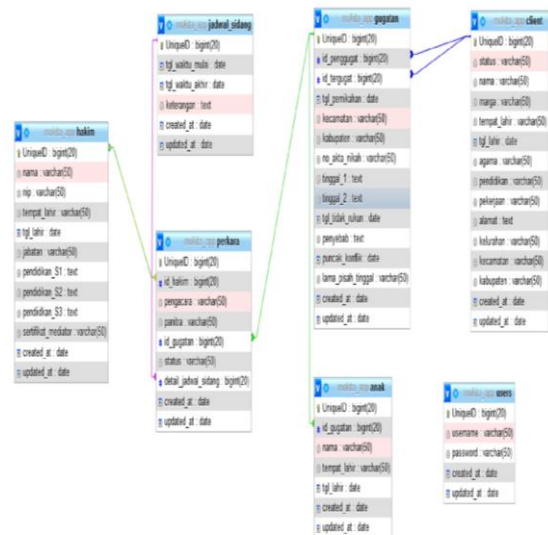 mokita_app hakim
UniqueID : bigint(20)
nama : varchar(50)
nip : varchar(50)
tempat_lahir : varchar(50)
tgl_lahir : date
jabatan : varchar(50)
pendidikan_S1 : text
pendidikan_S2 : text
pendidikan_S3 : text
sertifikat_mediator : varchar(50)
created_at : date
updated_at : date
jadwal_sidang
UniqueID : bigint(20)
tgl_waktu_mulai : date
tgl_waktu_akhir : date
keterangan : text
created_at : date
updated_at : date
perkara
UniqueID : bigint(20)
id_hakim : bigint(20)
pengacara : varchar(50)
panitra : varchar(50)
id_gugatan : bigint(20)
status : varchar(50)
detail_jadwal_sidang : bigint(20)
created_at : date
updated_at : date
gugatan
UniqueID : bigint(20)
id_penggugat : bigint(20)
id_tergugat : bigint(20)
tgl_pernikahan : date
kecamatan : varchar(50)
kabupaten : varchar(50)
no_akta_nikah : varchar(50)
tinggal_1 : text
tinggal_2 : text
tgl_tidak_rukun : date
penyebab : text
puncak_konflik : date
lama_pisah_tinggal : varchar(50)
created_at : date
updated_at : date
anak
UniqueID : bigint(20)
id_gugatan : bigint(20)
nama : varchar(50)
tempat_lahir : varchar(50)
tgl_lahir : date
created_at : date
updated_at : date
client
UniqueID : bigint(20)
status : varchar(50)
nama : varchar(50)
marga : varchar(50)
tempat_lahir : varchar(50)
tgl_lahir : date
agama : varchar(50)
pendidikan : varchar(50)
pekerjaan : varchar(50)
alamat : text
kelurahan : varchar(50)
kecamatan : varchar(50)
kabupaten : varchar(50)
created_at : date
updated_at : date
users
UniqueID : bigint(20)
username : varchar(50)
password : varchar(50)
created_at : date
updated_at : date